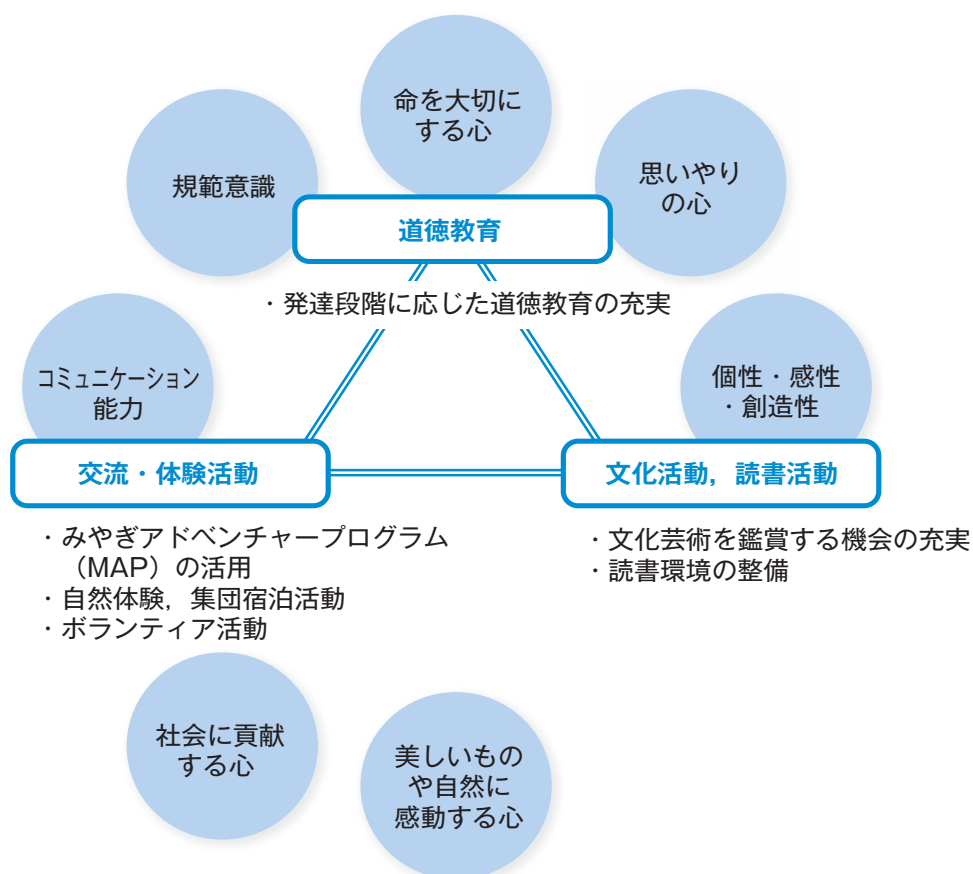 命を大切に
する心
規範意識
思いやり
の心
道徳教育
・発達段階に応じた道徳教育の充実
コミュニケーション
能力
個性・感性
・創造性
交流・体験活動
文化活動，読書活動
・みやぎアドベンチャープログラム
（MAP）の活用
・自然体験，集団宿泊活動
・ボランティア活動
・文化芸術を鑑賞する機会の充実
・読書環境の整備
社会に貢献
する心
美しいもの
や自然に
感動する心